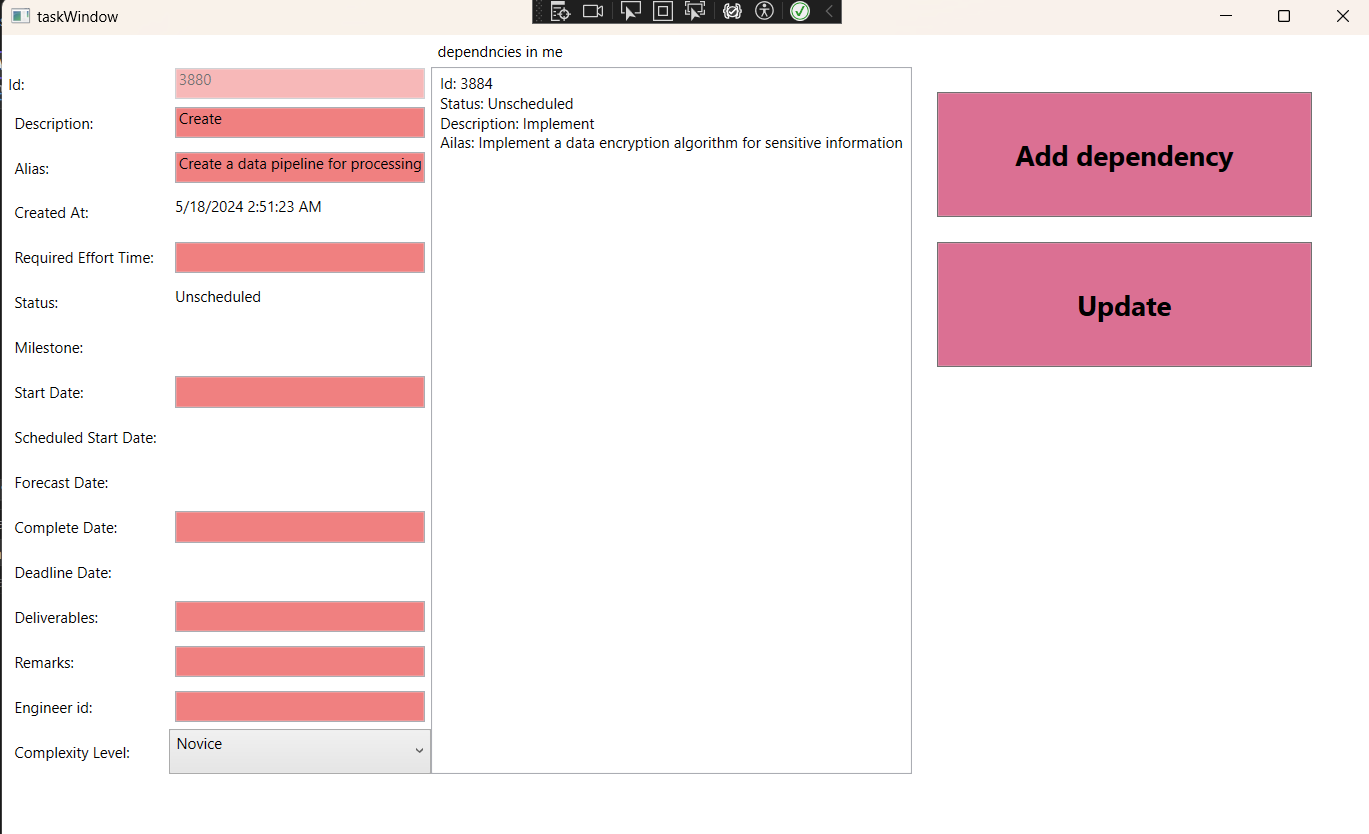 taskWindow
dependncies in me
Id:
3880
Description:
Create
Alias:
Create a data pipeline for processing
Created At:
5/18/2024 2:51:23 AM
Required Effort Time:
Status:
Unscheduled
Milestone:
Start Date:
Scheduled Start Date:
Forecast Date:
Complete Date:
Deadline Date:
Deliverables:
Remarks:
Engineer id:
Complexity Level:
Novice
Id: 3884
Status: Unscheduled
Description: Implement
Ailas: Implement a data encryption algorithm for sensitive information
Add dependency
Update